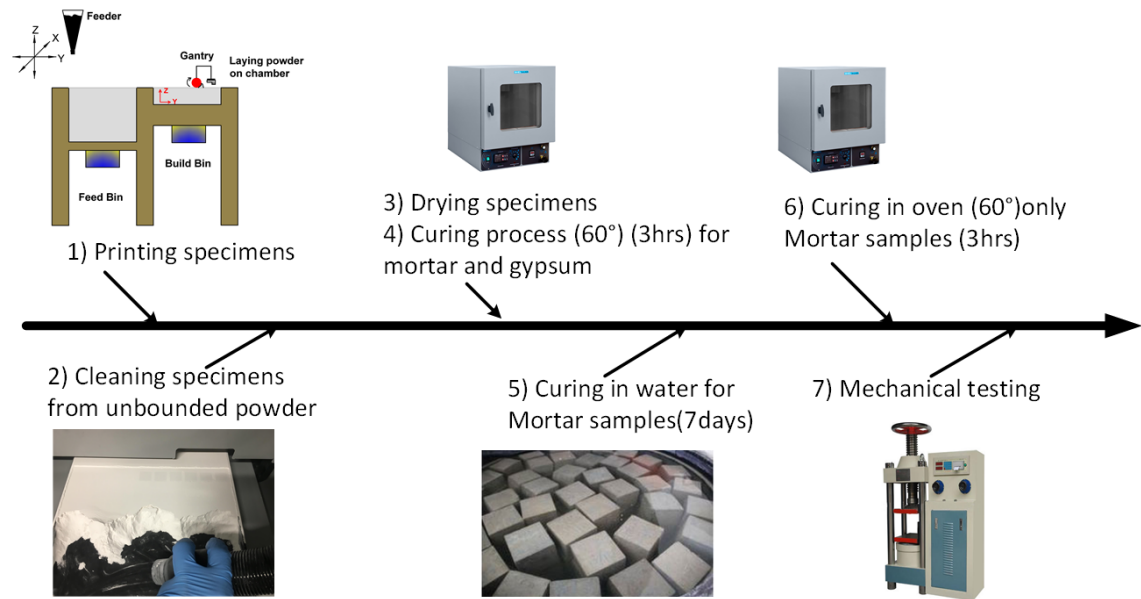 Feeder
Z
X
Y
Gantry
Laying powder
on chamber
Z
Y
Build Bin
Feed Bin
1) Printing specimens
3) Drying specimens
4) Curing process (60°) (3hrs) for
mortar and gypsum
6) Curing in oven (60°)only
Mortar samples (3hrs)
2) Cleaning specimens
from unbounded powder
5) Curing in water for
Mortar samples(7days)
7) Mechanical testing